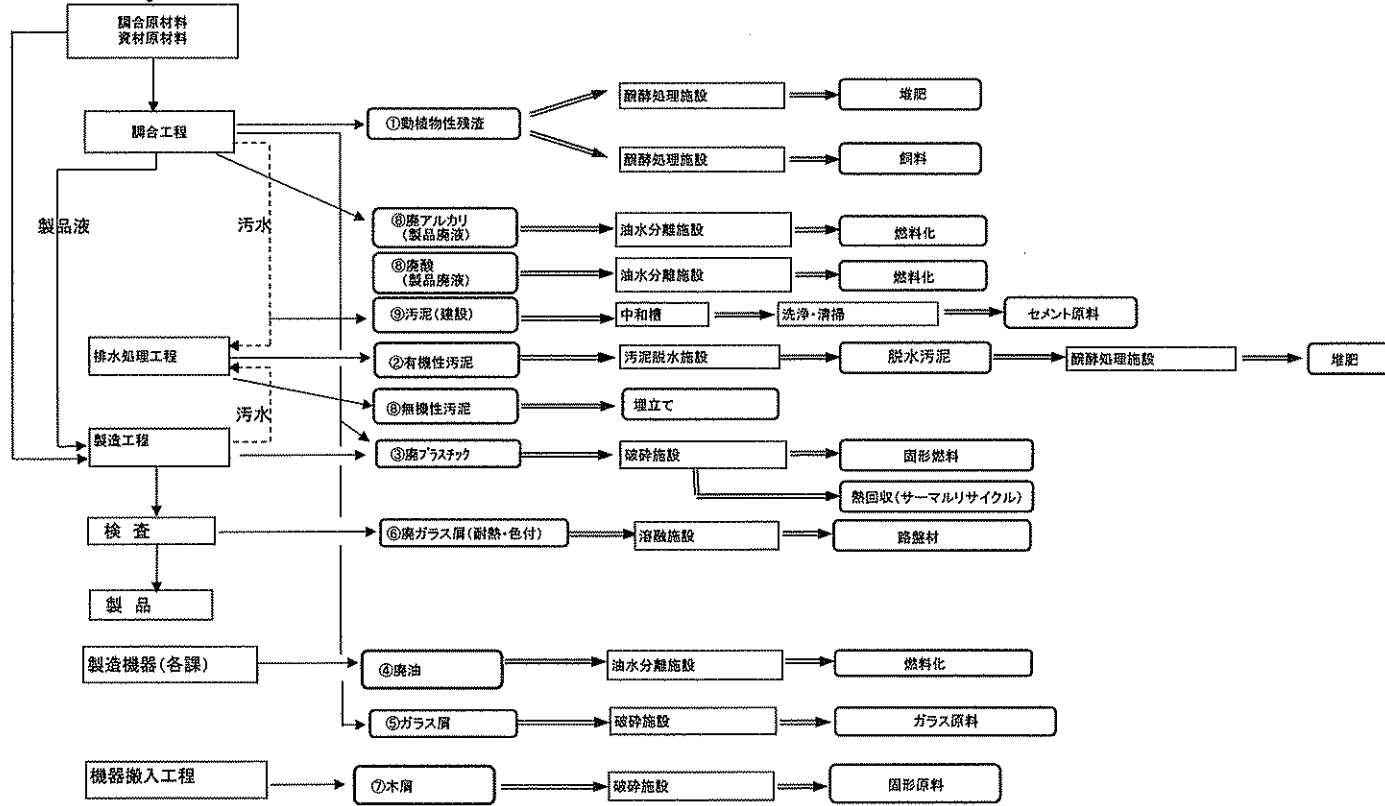 調合原材料
資材原材料
調合工程
①動植物性残渣
醗酵処理施設
堆肥
醗酵処理施設
飼料
製品液
汚水
⑧廃アルカリ
(製品廃液)
油水分離施設
燃料化
⑧廃酸
(製品廃液)
油水分離施設
燃料化
⑨汚泥(建設)
中和槽
洗浄・清掃
セメント原料
排水処理工程
②有機性汚泥
汚泥脱水施設
脱水汚泥
醗酵処理施設
堆肥
汚水
⑧無機性汚泥
埋立て
製造工程
③廃プラスチック
破砕施設
固形燃料
熱回収(サーマルリサイクル)
検 査
⑥廃ガラス屑(耐熱・色付)
溶融施設
路盤材
製 品
製造機器(各課)
④廃油
油水分離施設
燃料化
⑤ガラス屑
破砕施設
ガラス原料
機器搬入工程
⑦木屑
破砕施設
固形原料